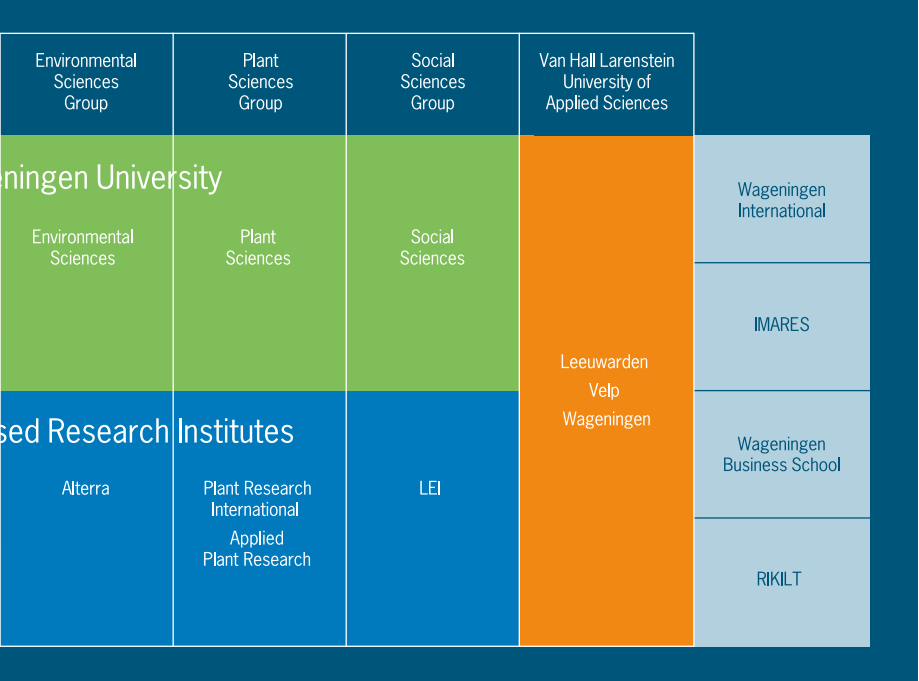 Environmental
Sciences
Group
Plant
Sciences
Group
Social
Sciences
Group
Van Hall Larenstein
University of
Applied Sciences
eningen University
Environmental
Sciences
Plant
Sciences
Social
Sciences
sed Research Institutes
Alterra
Plant Research
International
Applied
Plant Research
LEI
Leeuwarden
Velp
Wageningen
Wageningen
International
IMARES
Wageningen
Business School
RIKILT